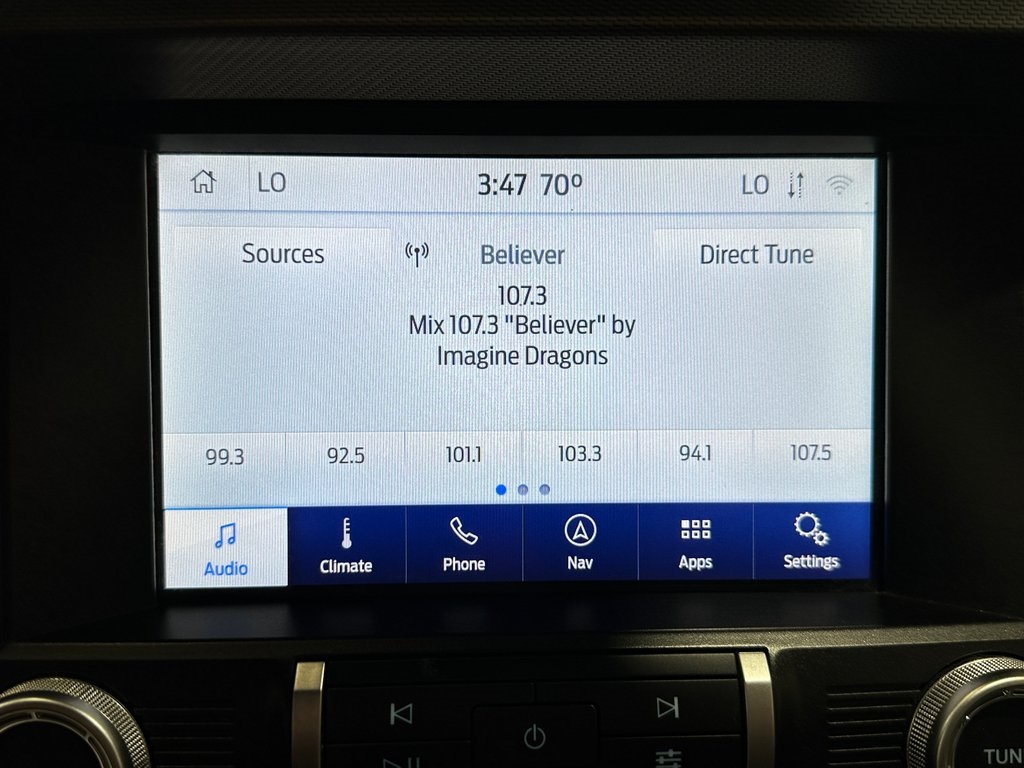 LO 3:47 70° LO
Sources Believer Direct Tune
107.3
Mix 107.3 "Believer" by
Imagine Dragons
99.3 92.5 101.1 103.3 94.1 107.5
Audio Climate Phone Nav Apps Settings
TUN